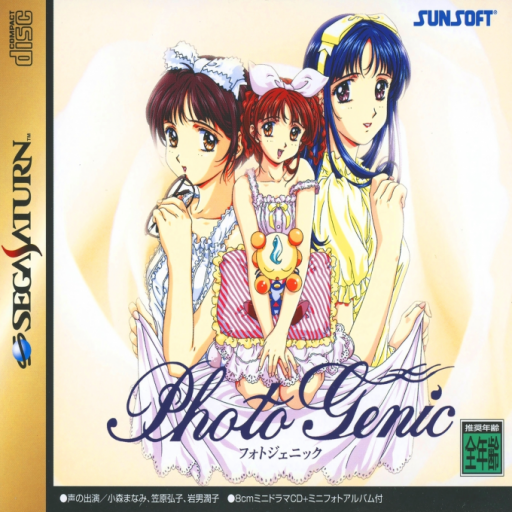 COMPACT
disc
SUNSOFT®
SEGA SATURN™
Photo Genic
フォトジェニック
推奨年齢
全年齢
●声の出演／小森まなみ、笠原弘子、岩男潤子 ●8cmミニドラマCD+ミニフォトアルバム付